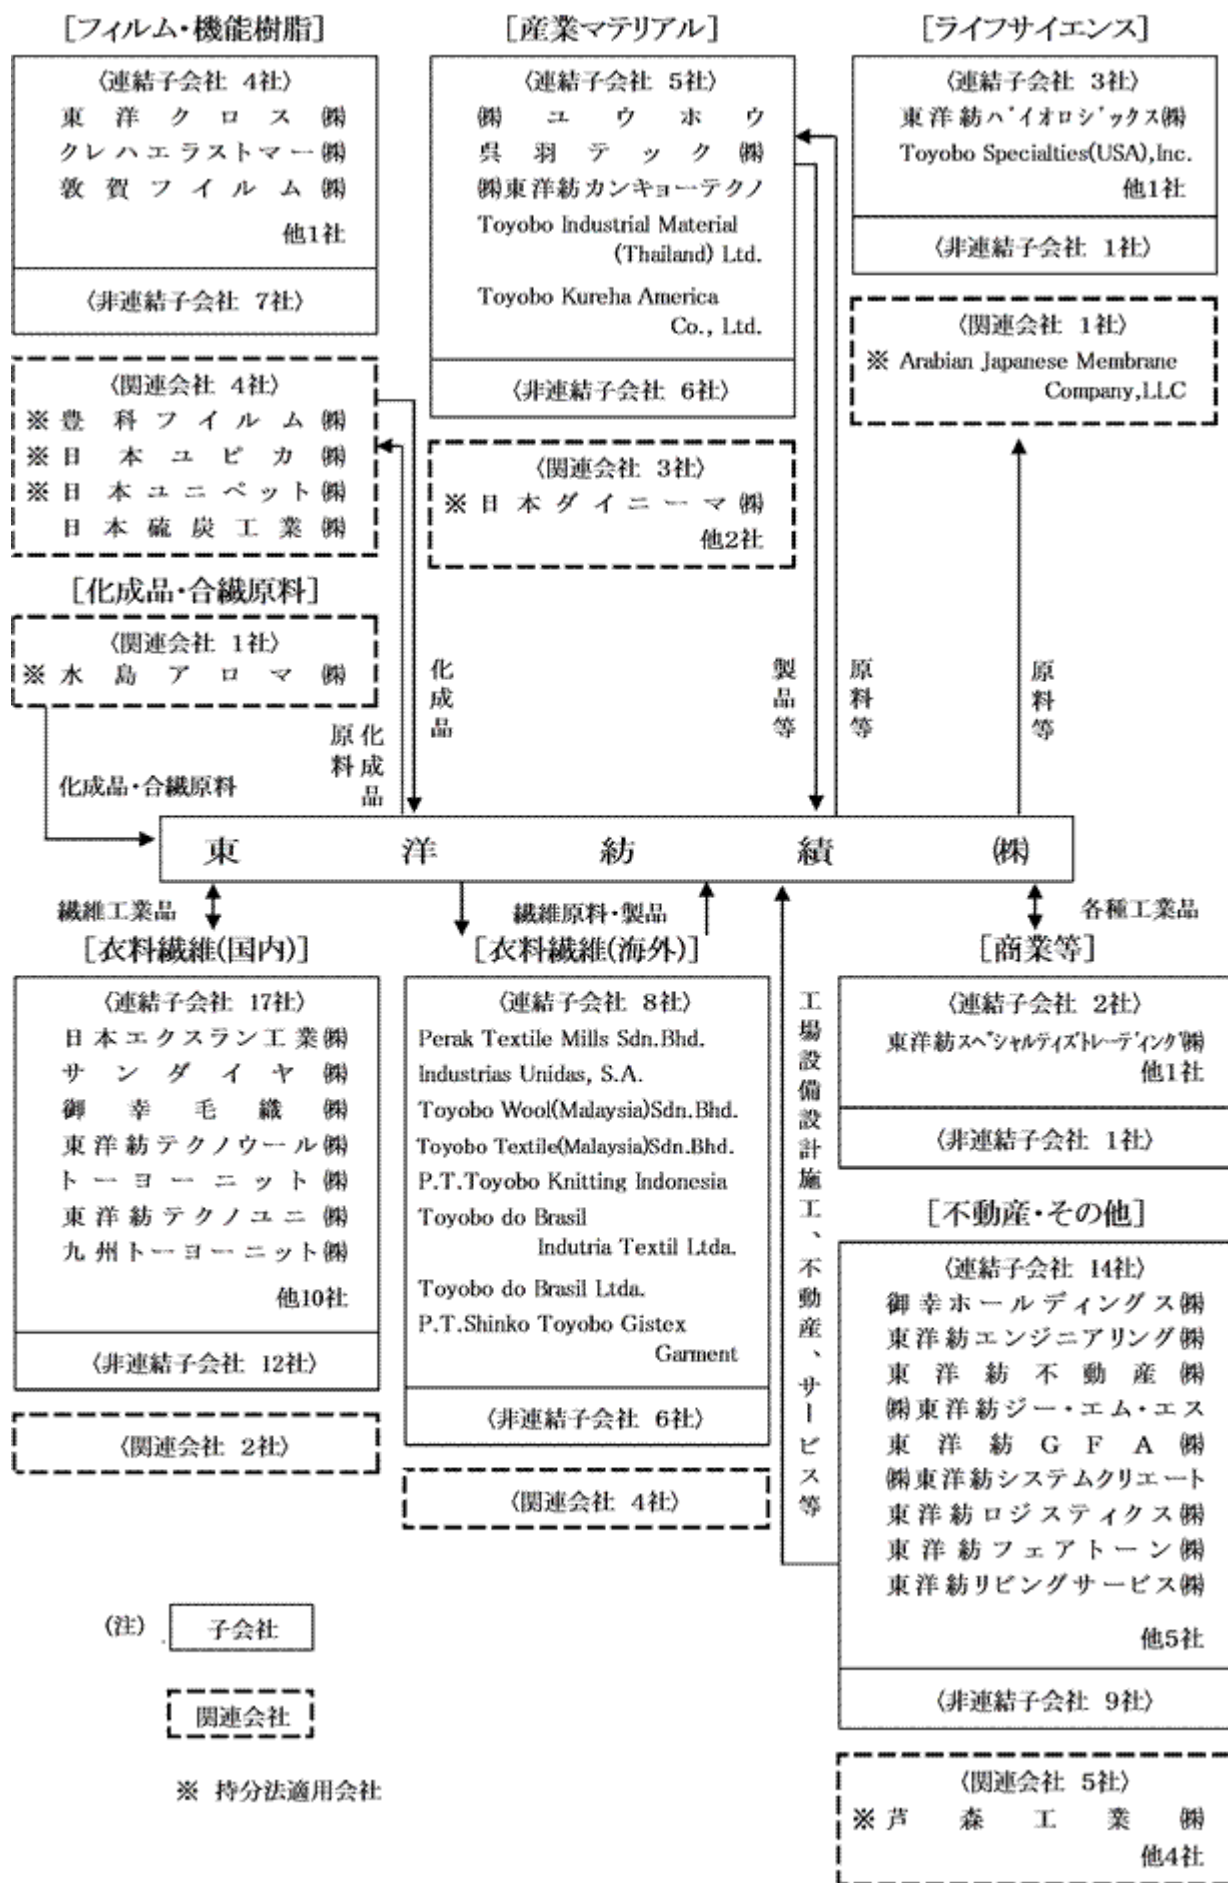 [フィルム・機能樹脂]
〈連結子会社 4社〉
東洋クロス㈱
クレハエラストマー㈱
敦賀フイルム㈱
他1社
〈非連結子会社 7社〉
〈関連会社 4社〉
※豊科フイルム㈱
※日本ユピカ㈱
※日本ユニペット㈱
日本硫炭工業㈱
[化成品・合繊原料]
〈関連会社 1社〉
※水島アロマ㈱
化成品・合繊原料
原料
化成品
化成品
[産業マテリアル]
〈連結子会社 5社〉
㈱ユウホウ
呉羽テック㈱
㈱東洋紡カンキョーテクノ
Toyobo Industrial Material
(Thailand) Ltd.
Toyobo Kureha America
Co., Ltd.
〈非連結子会社 6社〉
〈関連会社 3社〉
※日本ダイニーマ㈱
他2社
製品等
原料等
[ライフサイエンス]
〈連結子会社 3社〉
東洋紡バイオロジックス㈱
Toyobo Specialties(USA),Inc.
他1社
〈非連結子会社 1社〉
〈関連会社 1社〉
※ Arabian Japanese Membrane
Company,LLC
原料等
東洋紡績㈱
繊維工業品
[衣料繊維(国内)]
〈連結子会社 17社〉
日本エクスラン工業㈱
サンダイヤ㈱
御幸毛織㈱
東洋紡テクノウール㈱
トーヨーニット㈱
東洋紡テクノユニ㈱
九州トーヨーニット㈱
他10社
〈非連結子会社 12社〉
〈関連会社 2社〉
繊維原料・製品
[衣料繊維(海外)]
〈連結子会社 8社〉
Perak Textile Mills Sdn.Bhd.
Industrias Unidas, S.A.
Toyobo Wool(Malaysia)Sdn.Bhd.
Toyobo Textile(Malaysia)Sdn.Bhd.
P.T.Toyobo Knitting Indonesia
Toyobo do Brasil
Indutria Textil Ltda.
Toyobo do Brasil Ltda.
P.T.Shinko Toyobo Gistex
Garment
〈非連結子会社 6社〉
〈関連会社 4社〉
工場設備設計施工、不動産、サービス等
各種工業品
[商業等]
〈連結子会社 2社〉
東洋紡スペシャルティズトレーディング㈱
他1社
〈非連結子会社 1社〉
[不動産・その他]
〈連結子会社 14社〉
御幸ホールディングス㈱
東洋紡エンジニアリング㈱
東洋紡不動産㈱
㈱東洋紡ジー・エム・エス
東洋紡GFA㈱
㈱東洋紡システムクリエート
東洋紡ロジスティクス㈱
東洋紡フェアトーン㈱
東洋紡リビングサービス㈱
他5社
〈非連結子会社 9社〉
〈関連会社 5社〉
※芦森工業㈱
他4社
(注) 子会社
関連会社
※ 持分法適用会社